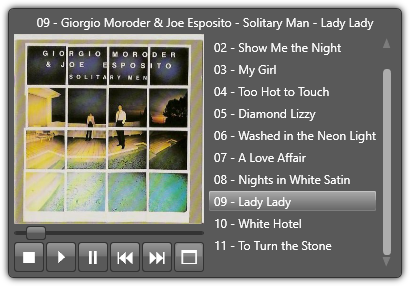 09 - Giorgio Moroder & Joe Esposito - Solitary Man - Lady Lady
GIORGIO MORODER
& JOE ESPOSITO
SOLITARY MEN
02 - Show Me the Night
03 - My Girl
04 - Too Hot to Touch
05 - Diamond Lizzy
06 - Washed in the Neon Light
07 - A Love Affair
08 - Nights in White Satin
09 - Lady Lady
10 - White Hotel
11 - To Turn the Stone